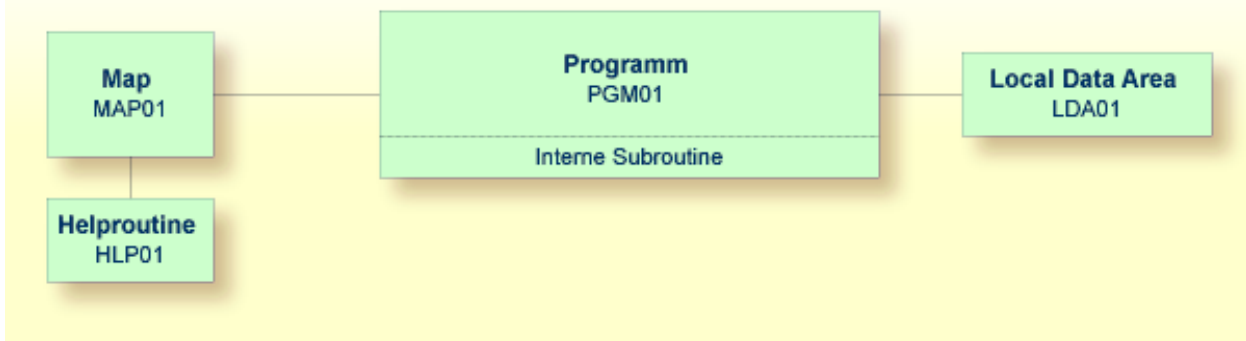 Map
MAP01
Programm
PGM01
Interne Subroutine
Local Data Area
LDA01
Helproutine
HLP01